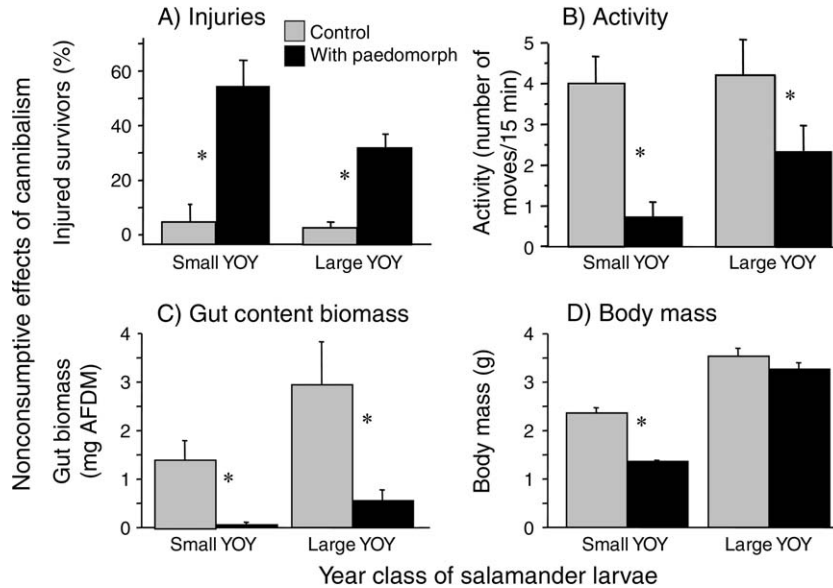 A) Injuries
Control
With paedomorph
B) Activity
Nonconsumptive effects of cannibalism
Injured survivors (%)
60
40
20
0
*
*
Small YOY
Large YOY
Activity (number of
moves/15 min)
5
4
3
2
1
0
*
*
Small YOY
Large YOY
C) Gut content biomass
Gut biomass
(mg AFDM)
4
3
2
1
0
*
*
Small YOY
Large YOY
D) Body mass
Body mass (g)
4
3
2
1
0
*
Small YOY
Large YOY
Year class of salamander larvae